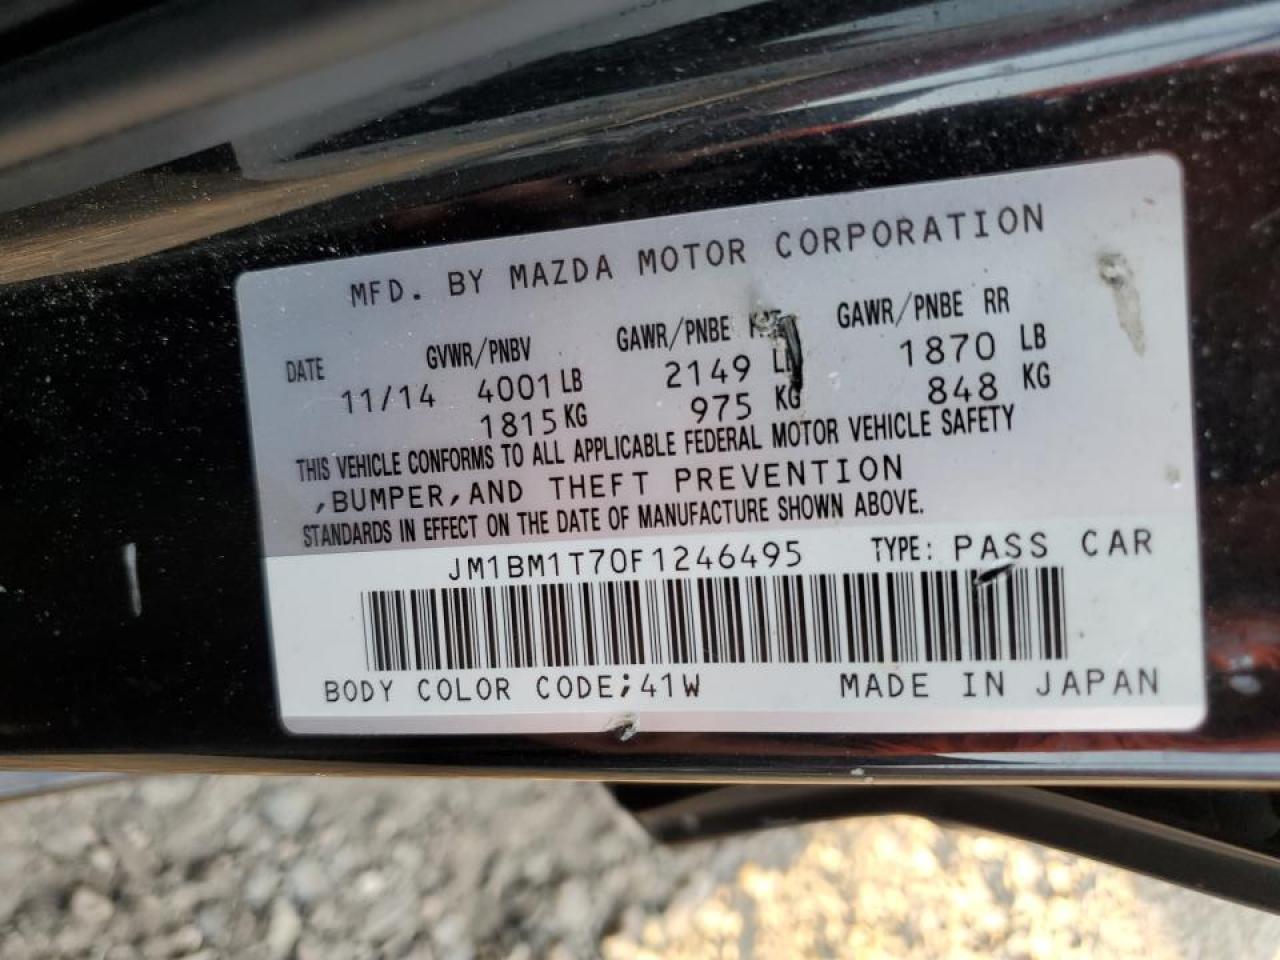 MFD. BY MAZDA MOTOR CORPORATION
DATE GVWR/PNBV GAWR/PNBE GAWR/PNBE RR
11/14 4001 LB 2149 1870 LB
1815 KG 975 KG 848 KG
THIS VEHICLE CONFORMS TO ALL APPLICABLE FEDERAL MOTOR VEHICLE SAFETY
,BUMPER,AND THEFT PREVENTION
STANDARDS IN EFFECT ON THE DATE OF MANUFACTURE SHOWN ABOVE.
JM1BM1T70F1246495 TYPE: PASS CAR
BODY COLOR CODE;41W MADE IN JAPAN